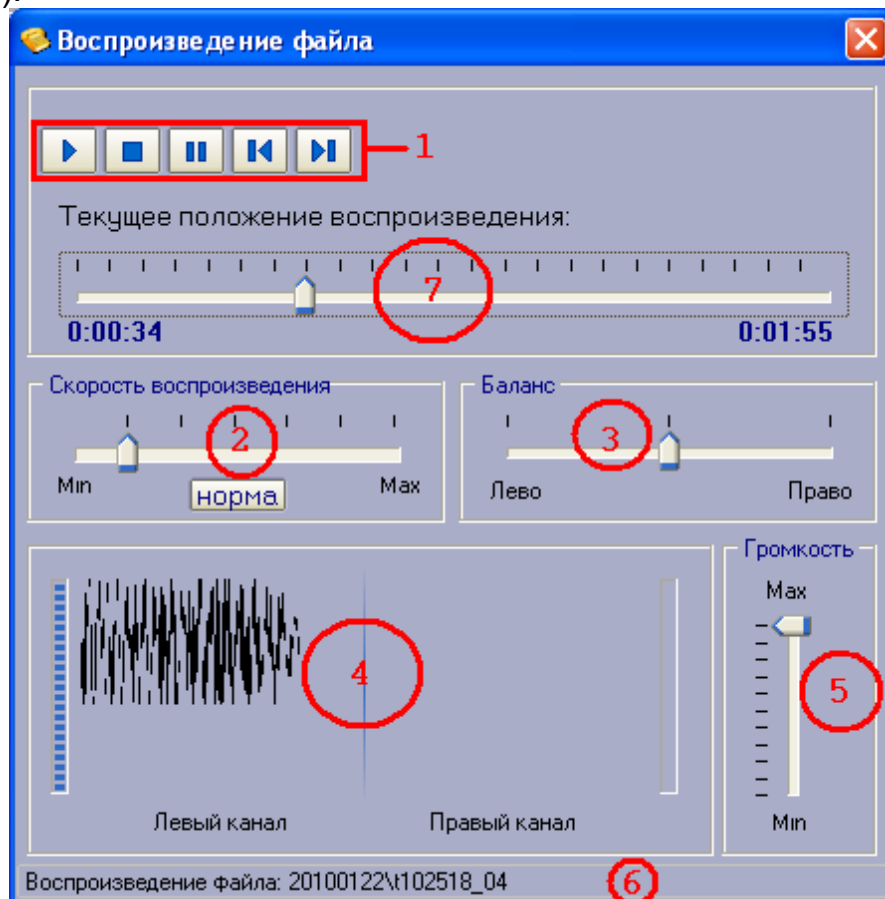 ).
Воспроизведение файла
1
Текущее положение воспроизведения:
7
0:00:34 0:01:55
Скорость воспроизведения Баланс
2 3
Min норма Max Лево Право
Громкость
Max
4 5
Левый канал Правый канал Min
Воспроизведение файла: 20100122\t102518_04 6